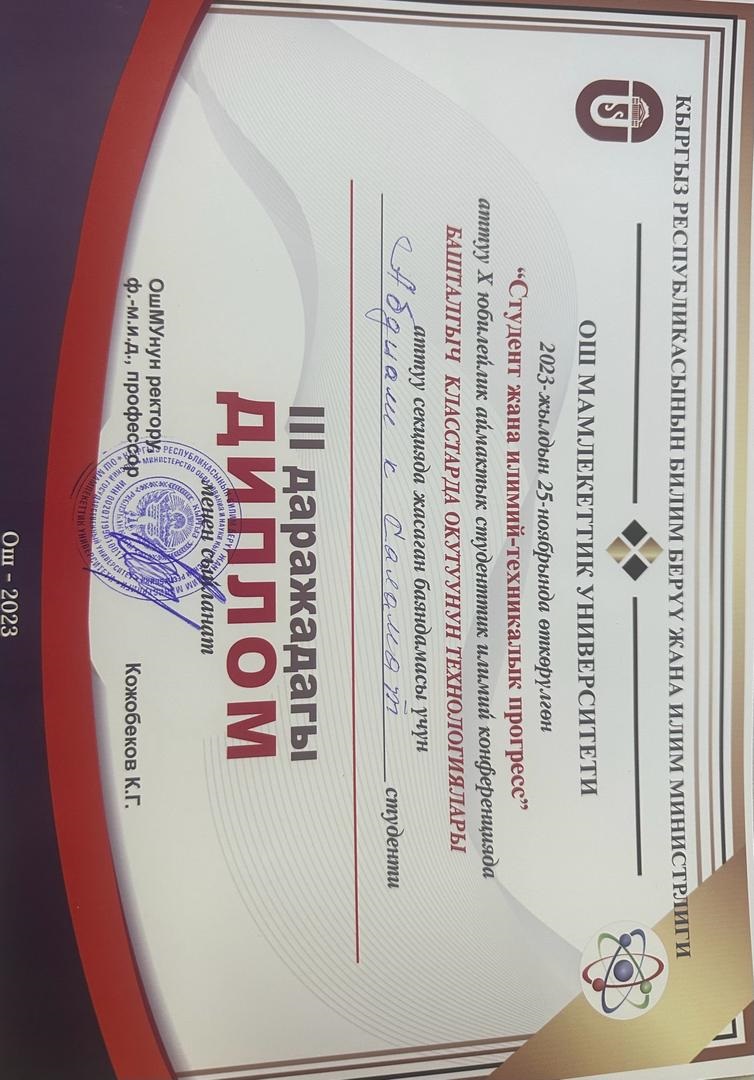 КЫРГЫЗ РЕСПУБЛИКАСЫНЫН БИЛИМ БЕРҮҮ ЖАНА ИЛИМ МИНИСТРЛИГИ
ОШ МАМЛЕКЕТТИК УНИВЕРСИТЕТИ
2023-жылдын 25-ноябрында өткөрүлгөн
“Студент жана илимий-техникалык прогресс”
аттуу X юбилейлик аймактык студенттик илимий конференцияда
БАШТАЛГЫЧ КЛАССТАРДА ОКУТУУНУН ТЕХНОЛОГИЯЛАРЫ
аттуу секцияда жасаган баяндамасы үчүн
Абдиали к Саламат студенти
III даражадагы
ДИПЛОМ
менен сыйланат
ОшМУнун ректору,
ф.-м.и.д., профессор
Кожобеков К.Г.
Ош - 2023